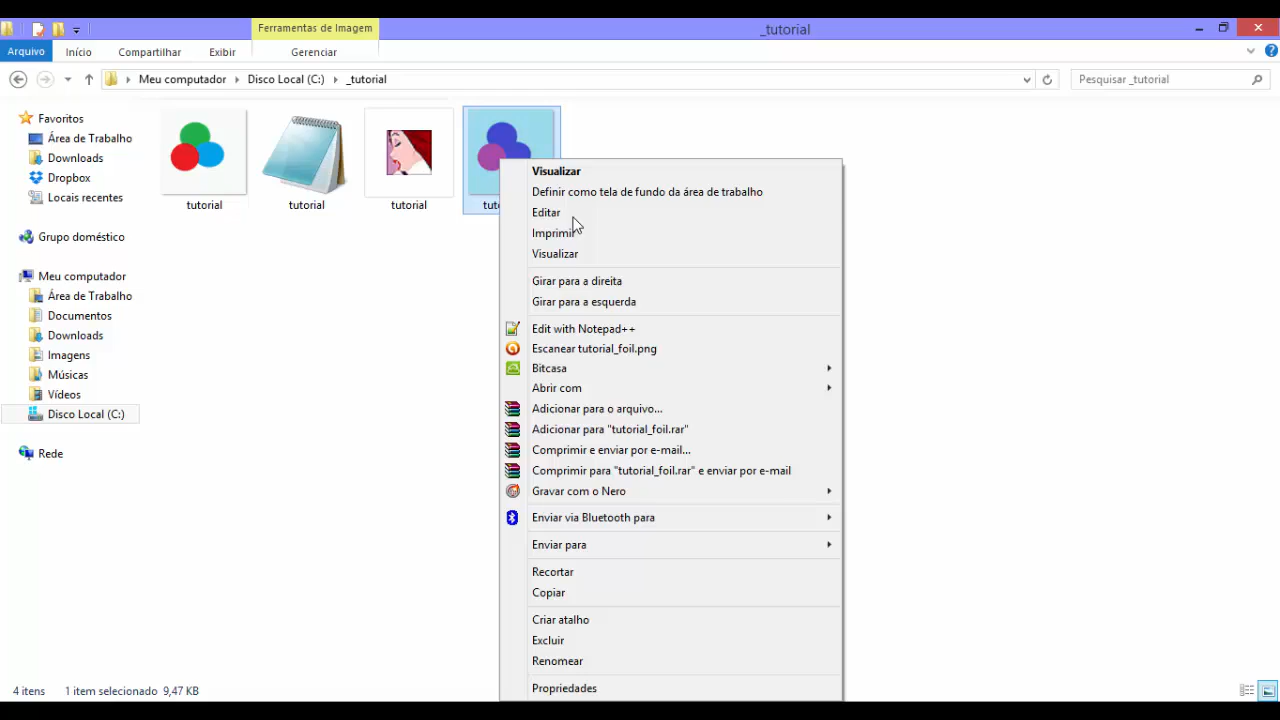 Ferramentas de Imagem
_tutorial
Arquivo
Início
Compartilhar
Exibir
Gerenciar
Meu computador
Disco Local (C:)
_tutorial
Pesquisar _tutorial
Favoritos
Área de Trabalho
Downloads
Dropbox
Locais recentes
Grupo doméstico
Meu computador
Área de Trabalho
Documentos
Downloads
Imagens
Músicas
Vídeos
Disco Local (C:)
Rede
tutorial
tutorial
tutorial
Visualizar
Definir como tela de fundo da área de trabalho
Editar
Imprimir
Visualizar
Girar para a direita
Girar para a esquerda
Edit with Notepad++
Escanear tutorial_foil.png
Bitcasa
Abrir com
Adicionar para o arquivo...
Adicionar para "tutorial_foil.rar"
Comprimir e enviar por e-mail...
Comprimir para "tutorial_foil.rar" e enviar por e-mail
Gravar com o Nero
Enviar via Bluetooth para
Enviar para
Recortar
Copiar
Criar atalho
Excluir
Renomear
Propriedades
4 itens
1 item selecionado 9,47 KB